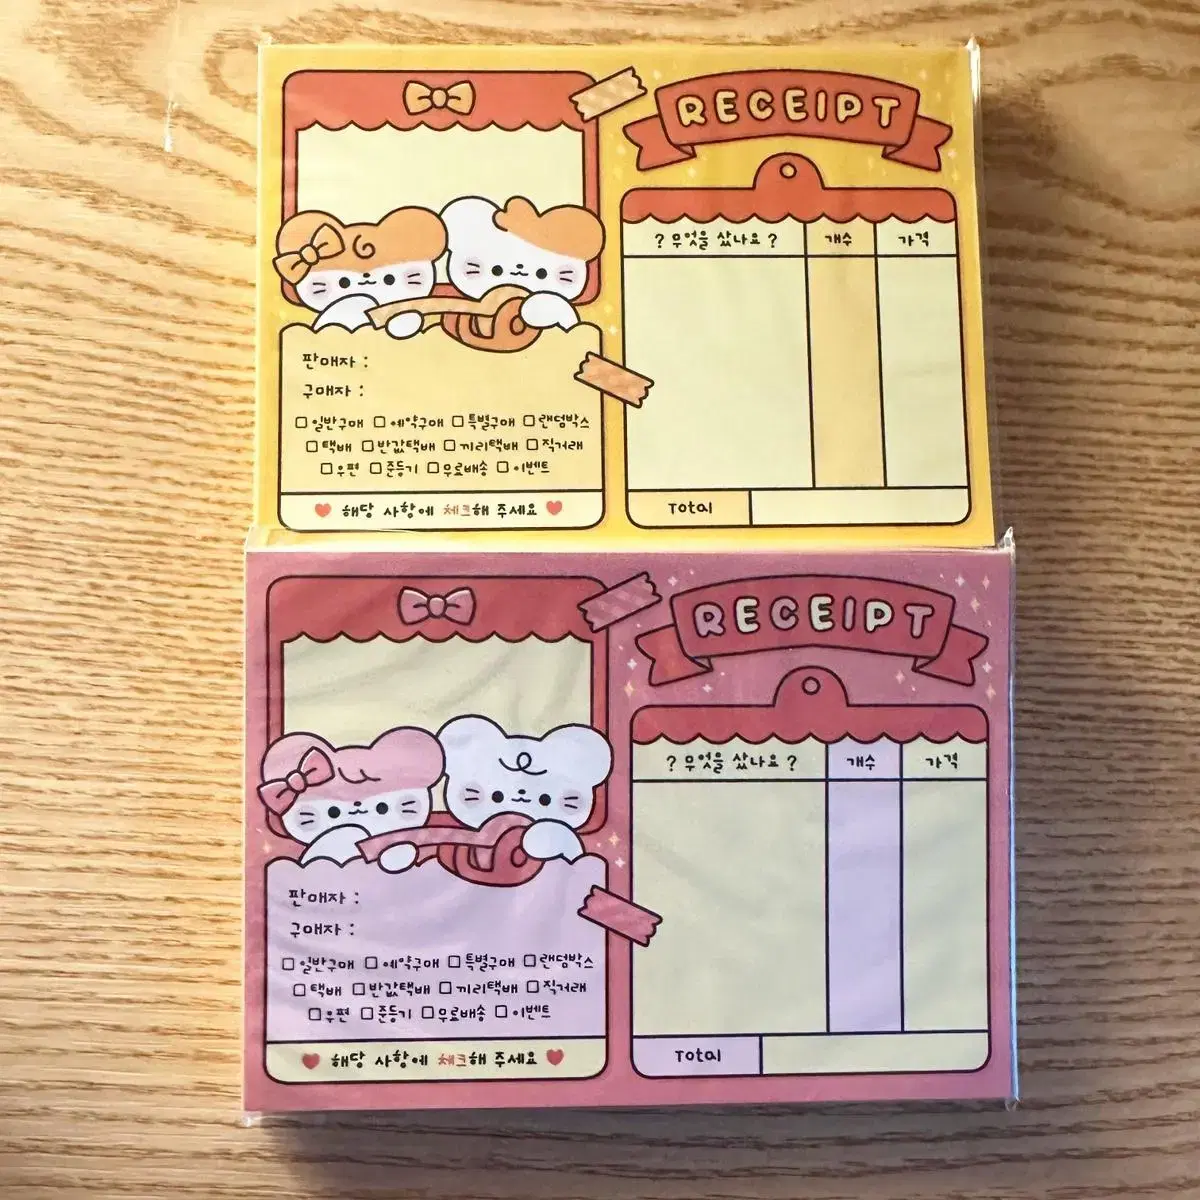 RECEIPT
? 무엇을 샀나요 ? 개수 가격
판매자 :
구매자 :
일반구매 예약구매 특별구매 랜덤박스
택배 반값택배 끼리택배 직거래
우편 준등기 무료배송 이벤트
해당 사항에 체크해 주세요
Total
RECEIPT
? 무엇을 샀나요 ? 개수 가격
판매자 :
구매자 :
일반구매 예약구매 특별구매 랜덤박스
택배 반값택배 끼리택배 직거래
우편 준등기 무료배송 이벤트
해당 사항에 체크해 주세요
Total